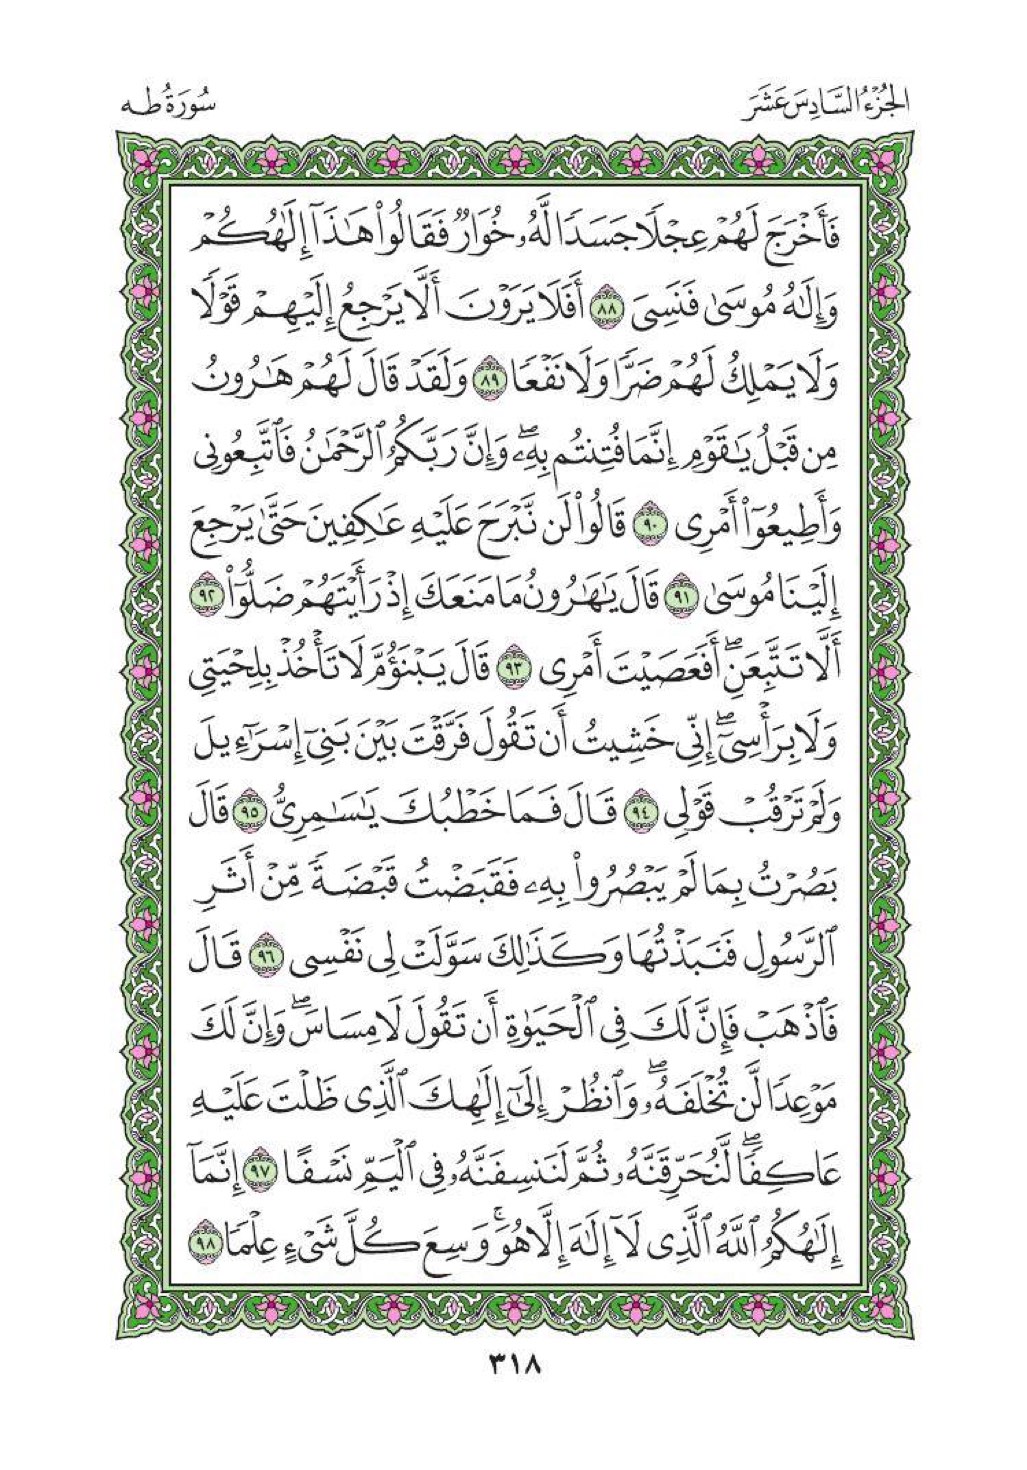 الجُزْءُ السَّادِسَ عَشَرَ
سُورَةُ طه
فَأَخْرَجَ لَهُمْ عِجْلًا جَسَدًا لَّهُۥ خُوَارٌ فَقَالُوا۟ هَٰذَآ إِلَٰهُكُمْ
وَإِلَٰهُ مُوسَىٰ فَنَسِىَ ٨٨ أَفَلَا يَرَوْنَ أَلَّا يَرْجِعُ إِلَيْهِمْ قَوْلًا
وَلَا يَمْلِكُ لَهُمْ ضَرًّا وَلَا نَفْعًا ٨٩ وَلَقَدْ قَالَ لَهُمْ هَٰرُونُ
مِن قَبْلُ يَٰقَوْمِ إِنَّمَا فُتِنتُم بِهِۦۖ وَإِنَّ رَبَّكُمُ ٱلرَّحْمَٰنُ فَٱتَّبِعُونِى
وَأَطِيعُوٓا۟ أَمْرِى ٩٠ قَالُوا۟ لَن نَّبْرَحَ عَلَيْهِ عَٰكِفِينَ حَتَّىٰ يَرْجِعَ
إِلَيْنَا مُوسَىٰ ٩١ قَالَ يَٰهَٰرُونُ مَا مَنَعَكَ إِذْ رَأَيْتَهُمْ ضَلُّوٓا۟ ٩٢
أَلَّا تَتَّبِعَنِۖ أَفَعَصَيْتَ أَمْرِى ٩٣ قَالَ يَبْنَؤُمَّ لَا تَأْخُذْ بِلِحْيَتِى
وَلَا بِرَأْسِىٓۖ إِنِّى خَشِيتُ أَن تَقُولَ فَرَّقْتَ بَيْنَ بَنِىٓ إِسْرَٰٓءِيلَ
وَلَمْ تَرْقُبْ قَوْلِى ٩٤ قَالَ فَمَا خَطْبُكَ يَٰسَٰمِرِىُّ ٩٥ قَالَ
بَصُرْتُ بِمَا لَمْ يَبْصُرُوا۟ بِهِۦ فَقَبَضْتُ قَبْضَةً مِّنْ أَثَرِ
ٱلرَّسُولِ فَنَبَذْتُهَا وَكَذَٰلِكَ سَوَّلَتْ لِى نَفْسِى ٩٦ قَالَ
فَٱذْهَبْ فَإِنَّ لَكَ فِى ٱلْحَيَوٰةِ أَن تَقُولَ لَا مِسَاسَۖ وَإِنَّ لَكَ
مَوْعِدًا لَّن تُخْلَفَهُۥۖ وَٱنظُرْ إِلَىٰٓ إِلَٰهِكَ ٱلَّذِى ظَلْتَ عَلَيْهِ
عَاكِفًاۖ لَّنُحَرِّقَنَّهُۥ ثُمَّ لَنَنسِفَنَّهُۥ فِى ٱلْيَمِّ نَسْفًا ٩٧ إِنَّمَآ
إِلَٰهُكُمُ ٱللَّهُ ٱلَّذِى لَآ إِلَٰهَ إِلَّا هُوَۚ وَسِعَ كُلَّ شَىْءٍ عِلْمًا ٩٨
٣١٨